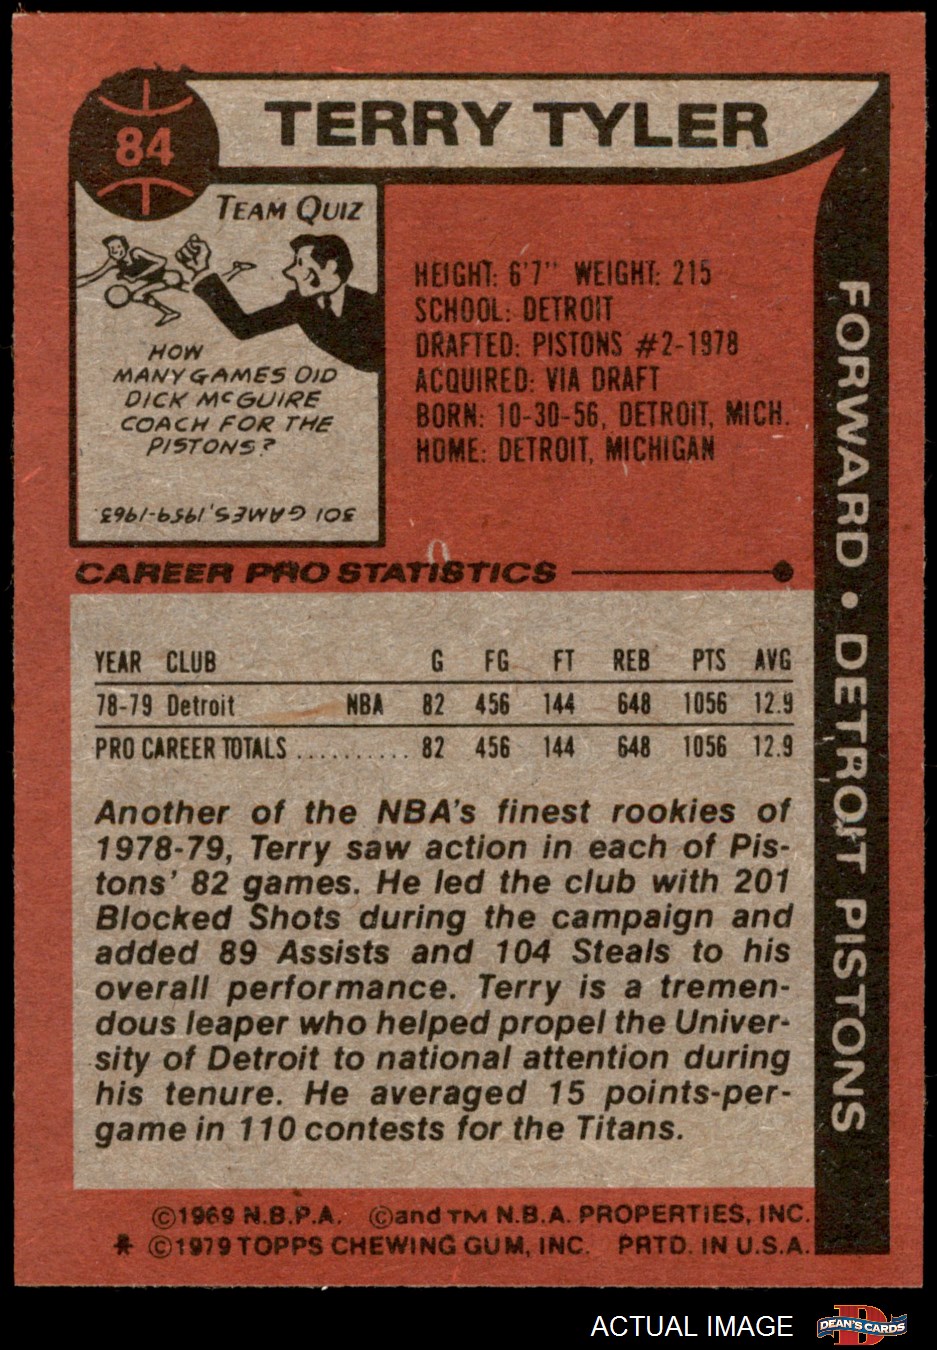 84
TERRY TYLER
TEAM QUIZ
HOW
MANY GAMES DID
DICK McGUIRE
COACH FOR THE
PISTONS?
301 GAMES, 1959-1963.
HEIGHT: 6'7" WEIGHT: 215
SCHOOL: DETROIT
DRAFTED: PISTONS #2-1978
ACQUIRED: VIA DRAFT
BORN: 10-30-56, DETROIT, MICH.
HOME: DETROIT, MICHIGAN
FORWARD • DETROIT PISTONS
CAREER PRO STATISTICS
YEAR CLUB G FG FT REB PTS AVG
78-79 Detroit NBA 82 456 144 648 1056 12.9
PRO CAREER TOTALS .......... 82 456 144 648 1056 12.9
Another of the NBA's finest rookies of
1978-79, Terry saw action in each of Pis-
tons' 82 games. He led the club with 201
Blocked Shots during the campaign and
added 89 Assists and 104 Steals to his
overall performance. Terry is a tremen-
dous leaper who helped propel the Univer-
sity of Detroit to national attention during
his tenure. He averaged 15 points-per-
game in 110 contests for the Titans.
©1969 N.B.P.A. ©and TM N.B.A. PROPERTIES, INC.
* ©1979 TOPPS CHEWING GUM, INC. PRTD. IN U.S.A.
ACTUAL IMAGE
DEAN'S CARDS